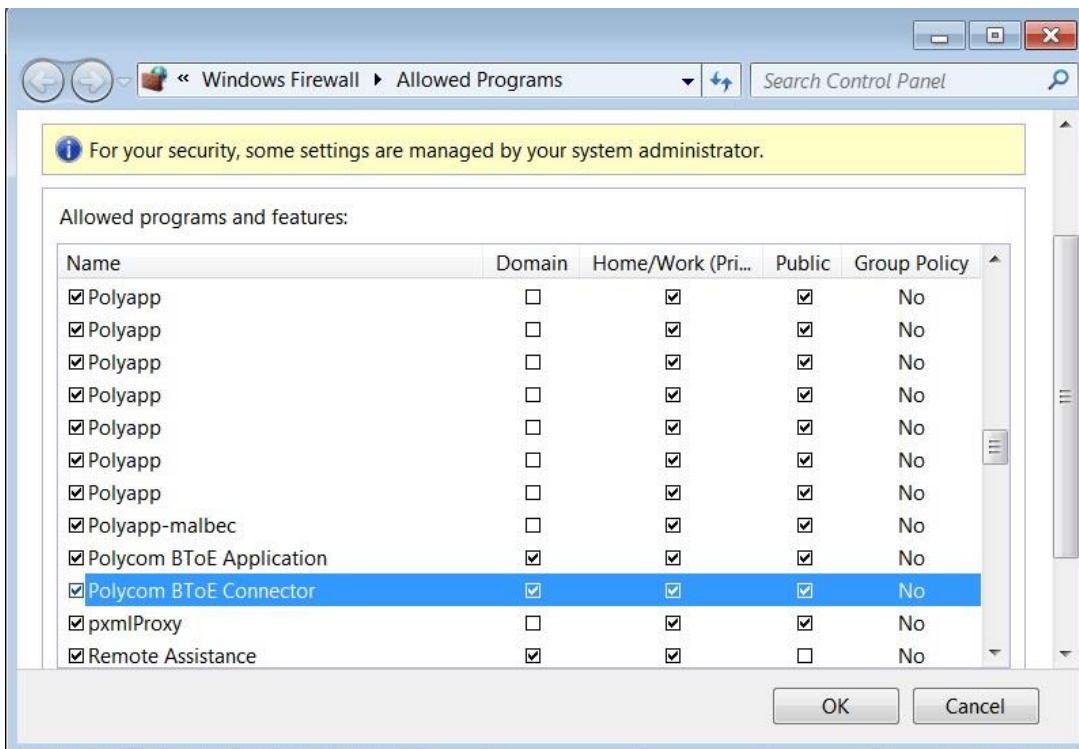 « Windows Firewall ▸ Allowed Programs Search Control Panel
For your security, some settings are managed by your system administrator.
Allowed programs and features:
Name Domain Home/Work (Pri... Public Group Policy
Polyapp No
Polyapp No
Polyapp No
Polyapp No
Polyapp No
Polyapp No
Polyapp No
Polyapp-malbec No
Polycom BToE Application No
Polycom BToE Connector No
pxmlProxy No
Remote Assistance No
OK Cancel